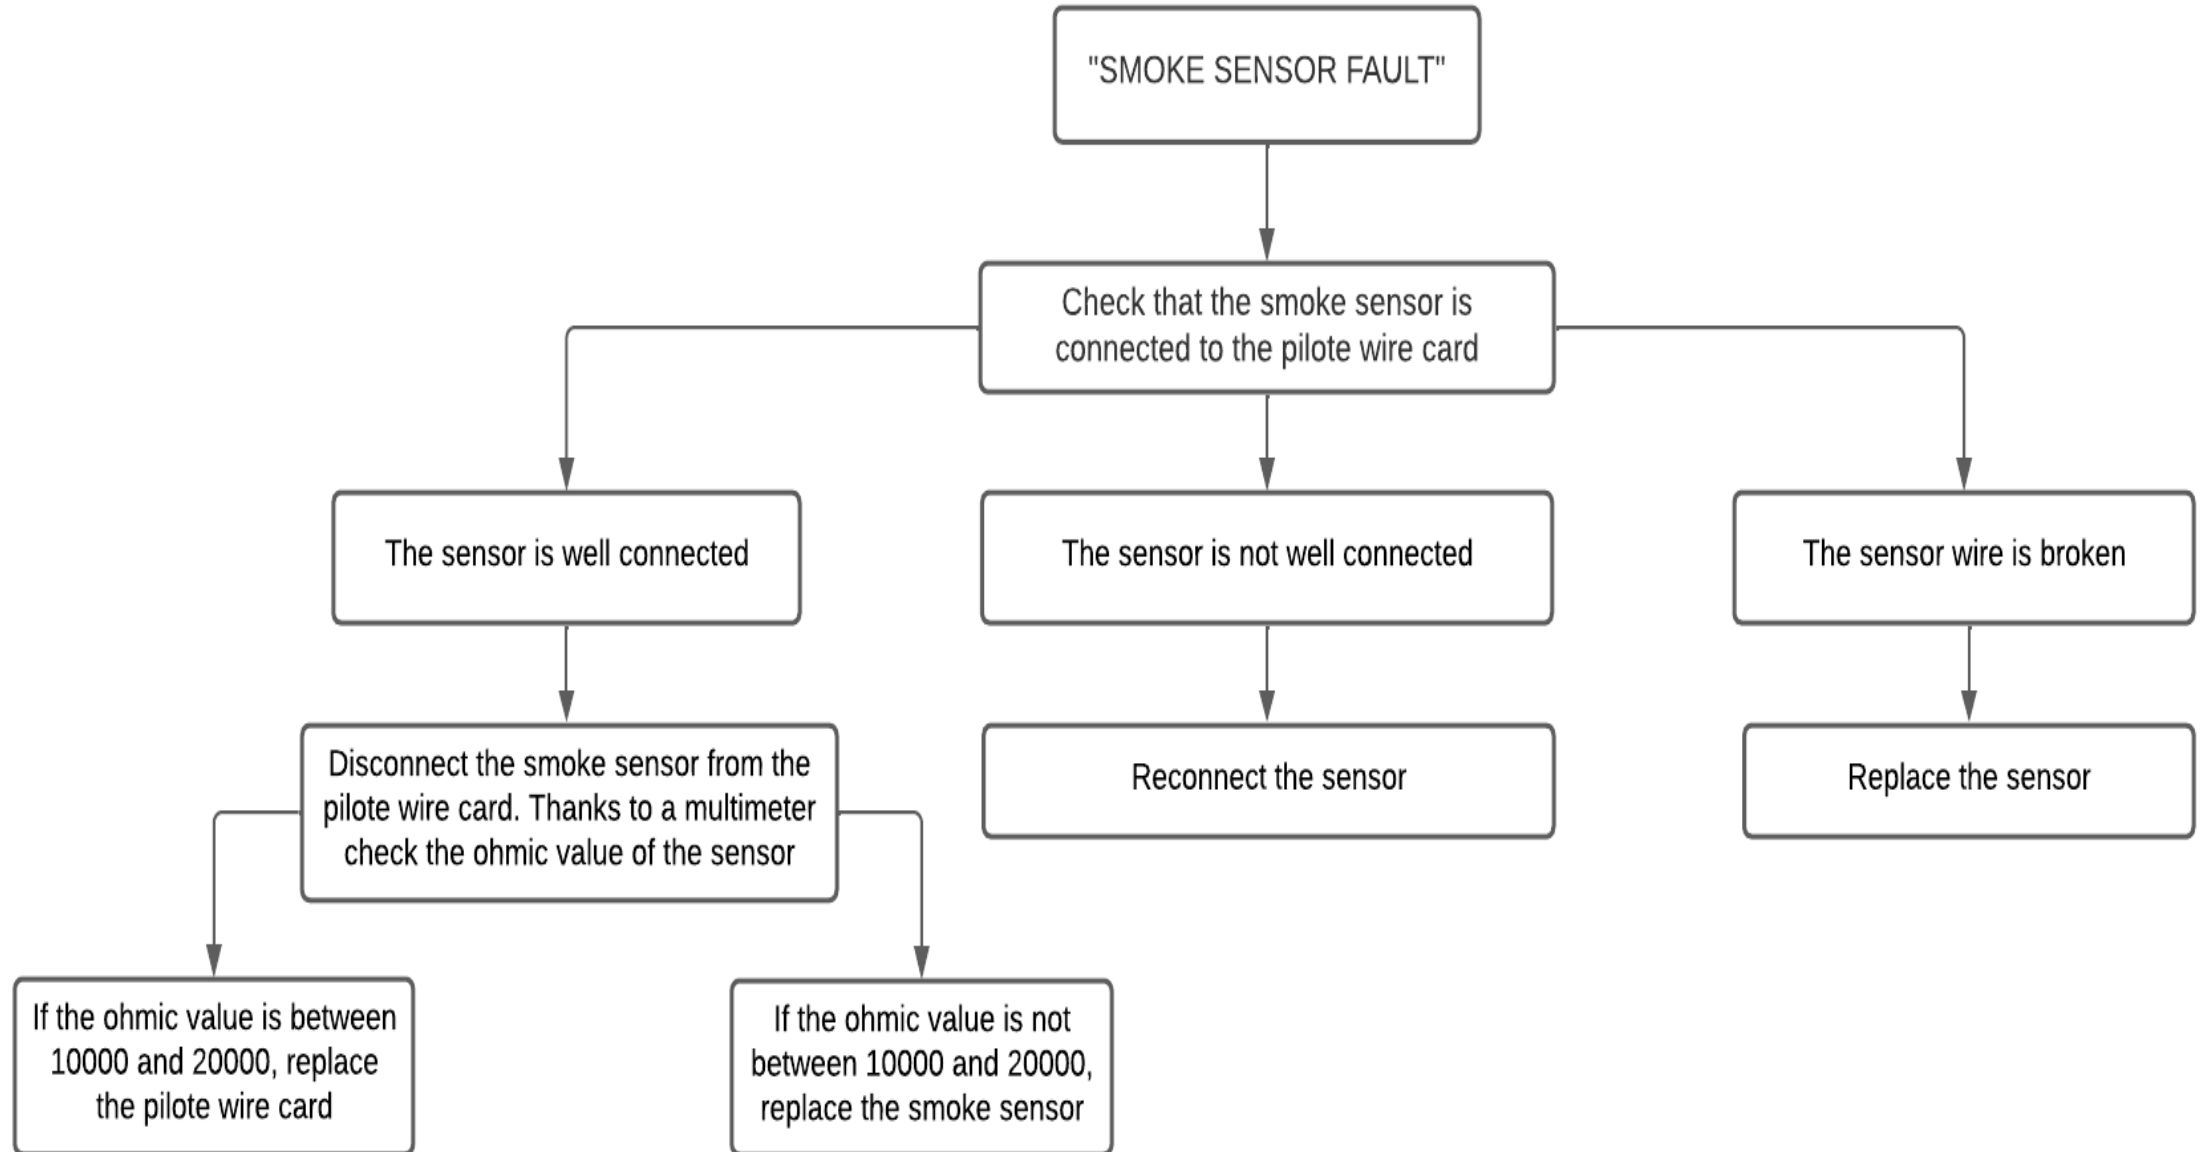 "SMOKE SENSOR FAULT"
Check that the smoke sensor is
connected to the pilote wire card
The sensor is well connected
The sensor is not well connected
The sensor wire is broken
Disconnect the smoke sensor from the
pilote wire card. Thanks to a multimeter
check the ohmic value of the sensor
Reconnect the sensor
Replace the sensor
If the ohmic value is between
10000 and 20000, replace
the pilote wire card
If the ohmic value is not
between 10000 and 20000,
replace the smoke sensor